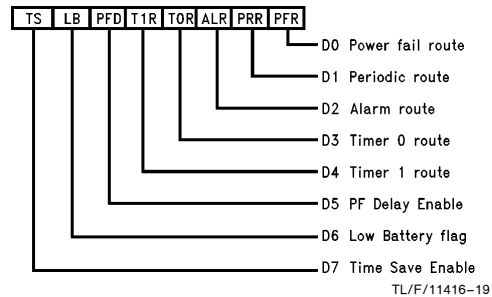 TS LB PFD T1R T0R ALR PRR PFR
D0 Power fail route
D1 Periodic route
D2 Alarm route
D3 Timer 0 route
D4 Timer 1 route
D5 PF Delay Enable
D6 Low Battery flag
D7 Time Save Enable
TL/F/11416–19